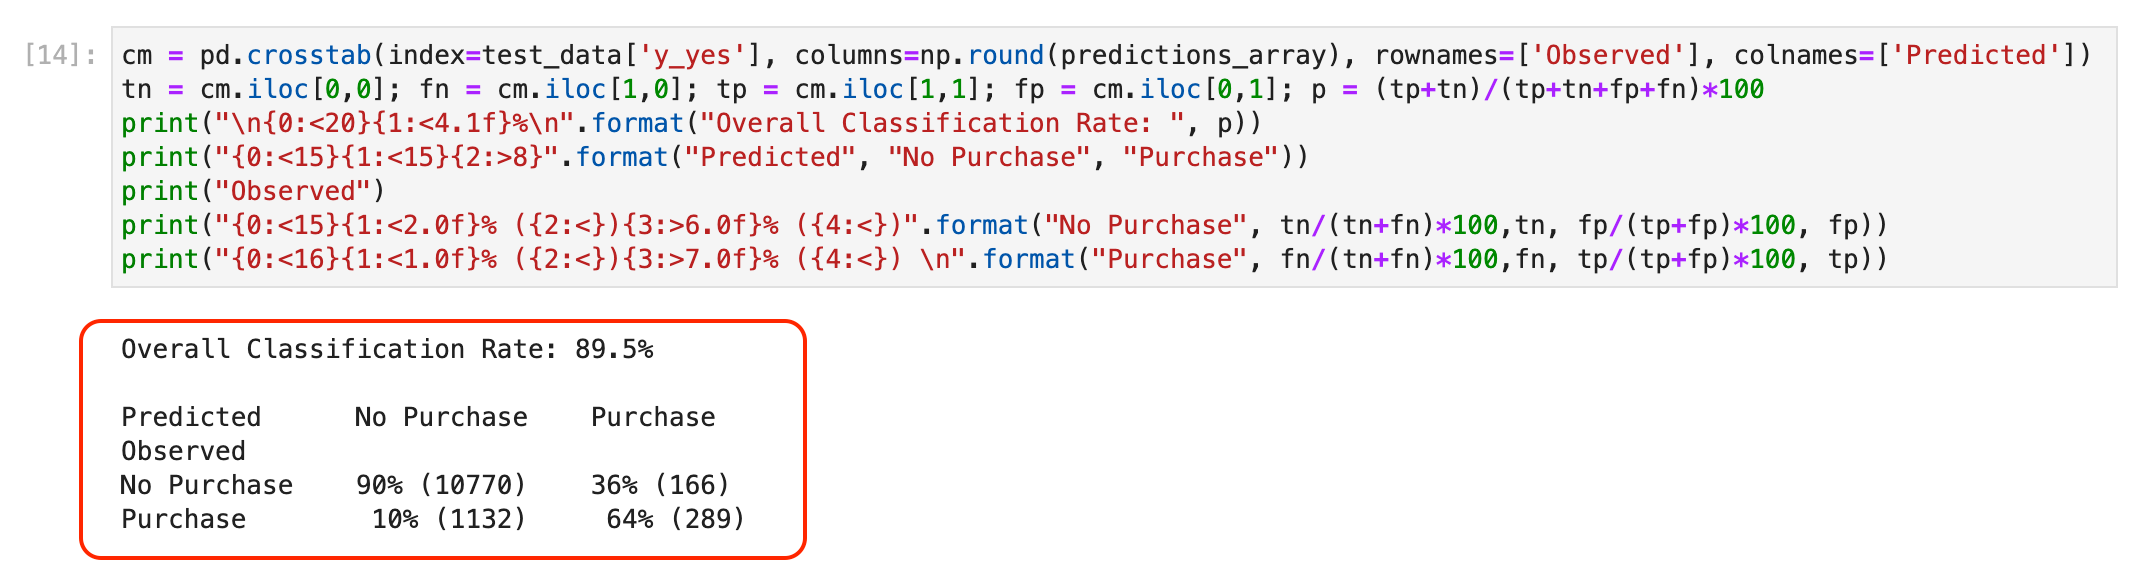 [14]: cm = pd.crosstab(index=test_data['y_yes'], columns=np.round(predictions_array), rownames=['Observed'], colnames=['Predicted'])
tn = cm.iloc[0,0]; fn = cm.iloc[1,0]; tp = cm.iloc[1,1]; fp = cm.iloc[0,1]; p = (tp+tn)/(tp+tn+fp+fn)*100
print("\n{0:<20}{1:<4.1f}%\n".format("Overall Classification Rate: ", p))
print("{0:<15}{1:<15}{2:>8}".format("Predicted", "No Purchase", "Purchase"))
print("Observed")
print("{0:<15}{1:<2.0f}% ({2:<}){3:>6.0f}% ({4:<})".format("No Purchase", tn/(tn+fn)*100,tn, fp/(tp+fp)*100, fp))
print("{0:<16}{1:<1.0f}% ({2:<}){3:>7.0f}% ({4:<}) \n".format("Purchase", fn/(tn+fn)*100,fn, tp/(tp+fp)*100, tp))
Overall Classification Rate: 89.5%
Predicted      No Purchase    Purchase
Observed
No Purchase    90% (10770)    36% (166)
Purchase        10% (1132)     64% (289)